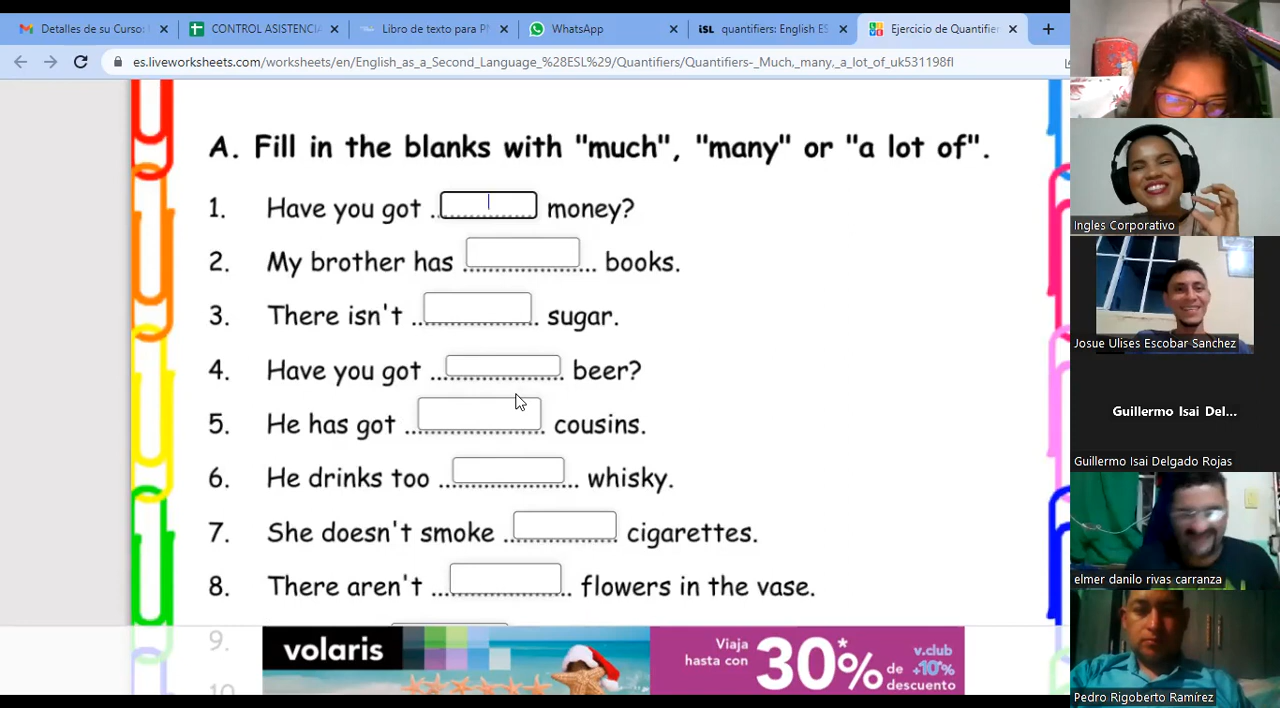 Detalles de su Curso:
CONTROL ASISTENCIA
Libro de texto para P
WhatsApp
iSL quantifiers: English ES
Ejercicio de Quantifier
es.liveworksheets.com/worksheets/en/English_as_a_Second_Language_%28ESL%29/Quantifiers/Quantifiers-_Much,_many,_a_lot_of_uk531198fl
A. Fill in the blanks with "much", "many" or "a lot of".
1. Have you got .. money?
2. My brother has ............... books.
3. There isn't ............... sugar.
4. Have you got ............... beer?
5. He has got ............... cousins.
6. He drinks too ............... whisky.
7. She doesn't smoke ............... cigarettes.
8. There aren't ............... flowers in the vase.
9.
10.
volaris
Viaja
hasta con
30%*
de descuento
v.club
+10*%
Ingles Corporativo
Josue Ulises Escobar Sanchez
Guillermo Isai Del...
Guillermo Isai Delgado Rojas
elmer danilo rivas carranza
Pedro Rigoberto Ramírez